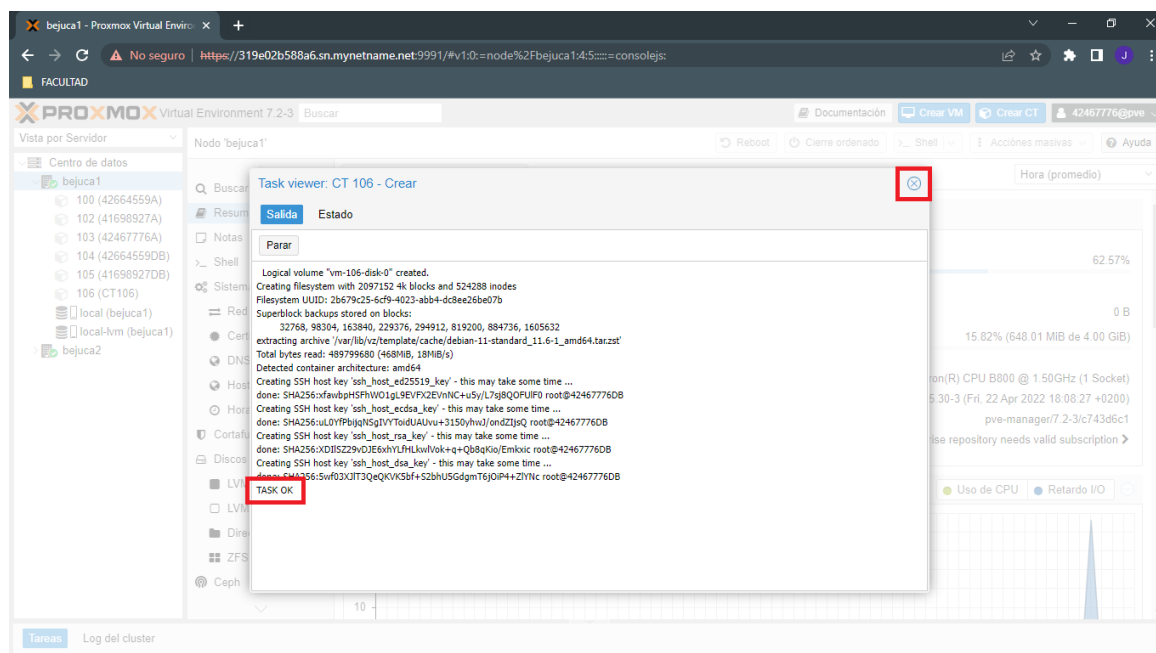 bejuca1 - Proxmox Virtual Enviro
No seguro | https://319e02b588a6.sn.mynetname.net:9991/#v1:0:=node%2Fbejuca1:4:5:::::=consolejs:
J
FACULTAD
PROXMOX Virtual Environment 7.2-3 Buscar
Documentación Crear VM Crear CT 42467776@pve
Vista por Servidor
Nodo 'bejuca1'
Reboot Cierre ordenado >_ Shell Acciones masivas Ayuda
Centro de datos
bejuca1
100 (42664559A)
102 (41698927A)
103 (42467776A)
104 (42664559DB)
105 (41698927DB)
106 (CT106)
local (bejuca1)
local-lvm (bejuca1)
bejuca2
Buscar
Resum
Notas
>_ Shell
Sistem
Red
Cert
DNS
Host
Hora
Cortafu
Discos
LVM
LVM
Dire
ZFS
Ceph
Hora (promedio)
Task viewer: CT 106 - Crear
Salida Estado
Parar
Logical volume "vm-106-disk-0" created.
Creating filesystem with 2097152 4k blocks and 524288 inodes
Filesystem UUID: 2b679c25-6cf9-4023-abb4-dc8ee26be07b
Superblock backups stored on blocks:
32768, 98304, 163840, 229376, 294912, 819200, 884736, 1605632
extracting archive '/var/lib/vz/template/cache/debian-11-standard_11.6-1_amd64.tar.zst'
Total bytes read: 489799680 (468MiB, 18MiB/s)
Detected container architecture: amd64
Creating SSH host key 'ssh_host_ed25519_key' - this may take some time ...
done: SHA256:xfawbpHSFhWO1gL9EVFX2EVnNC+u5y/L7sj8QOFUlF0 root@42467776DB
Creating SSH host key 'ssh_host_ecdsa_key' - this may take some time ...
done: SHA256:uL0YfPbijqNSgIVYToidUAUvu+3150yhwJ/ondZIjsQ root@42467776DB
Creating SSH host key 'ssh_host_rsa_key' - this may take some time ...
done: SHA256:XDIlSZ29vDJE6xhYLfHLkwlVok+q+Qb8qKio/Emkxic root@42467776DB
Creating SSH host key 'ssh_host_dsa_key' - this may take some time ...
done: SHA256:5wf03XJlT3QeQKVK5bf+S2bhU5GdgmT6jOiP4+ZlYNc root@42467776DB
TASK OK
62.57%
0 B
15.82% (648.01 MiB de 4.00 GiB)
ron(R) CPU B800 @ 1.50GHz (1 Socket)
5.30-3 (Fri, 22 Apr 2022 18:08:27 +0200)
pve-manager/7.2-3/c743d6c1
rise repository needs valid subscription
Uso de CPU Retardo I/O
10
Tareas Log del cluster